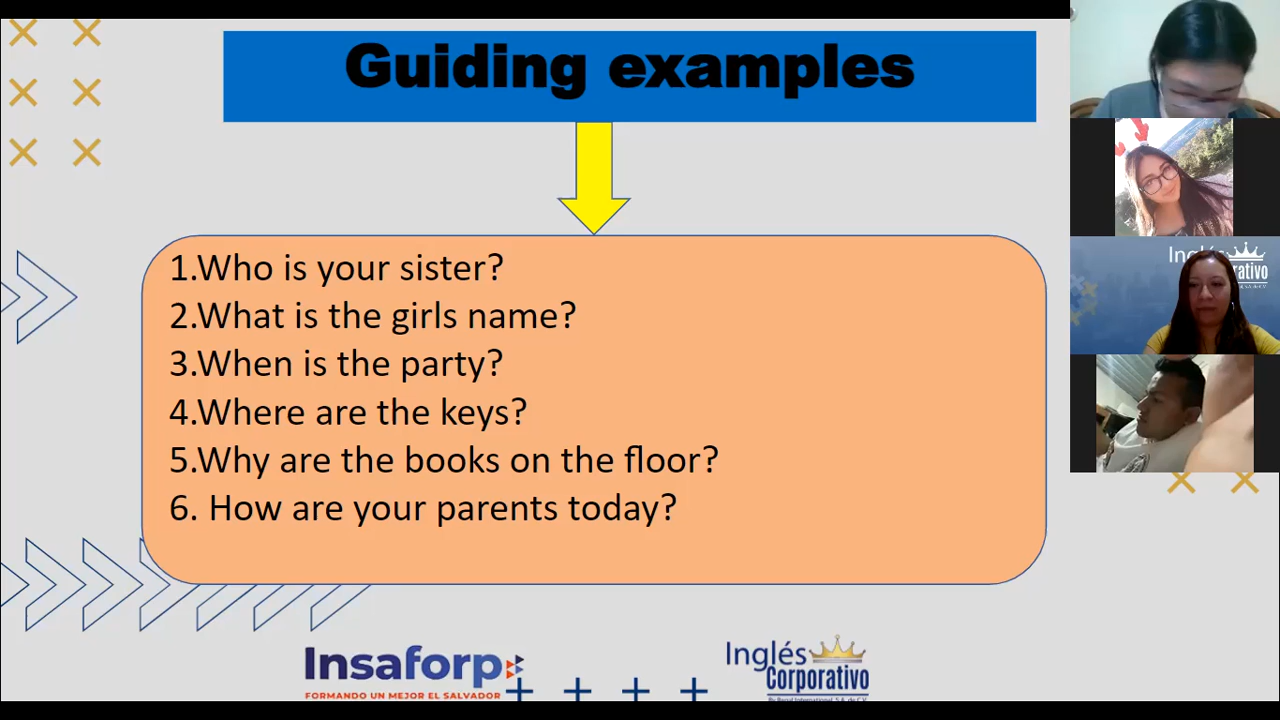 Guiding examples
1.Who is your sister?
2.What is the girls name?
3.When is the party?
4.Where are the keys?
5.Why are the books on the floor?
6. How are your parents today?
Insaforp
FORMANDO UN MEJOR EL SALVADOR
Inglés
Corporativo